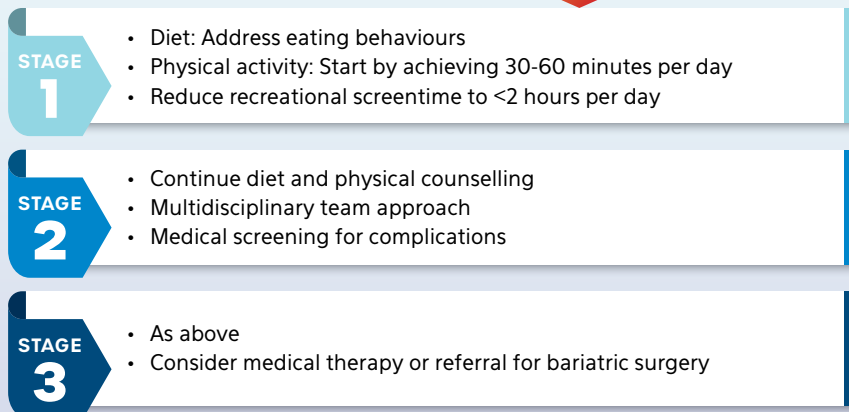 STAGE
1
• Diet: Address eating behaviours
• Physical activity: Start by achieving 30-60 minutes per day
• Reduce recreational screentime to <2 hours per day
STAGE
2
• Continue diet and physical counselling
• Multidisciplinary team approach
• Medical screening for complications
STAGE
3
• As above
• Consider medical therapy or referral for bariatric surgery